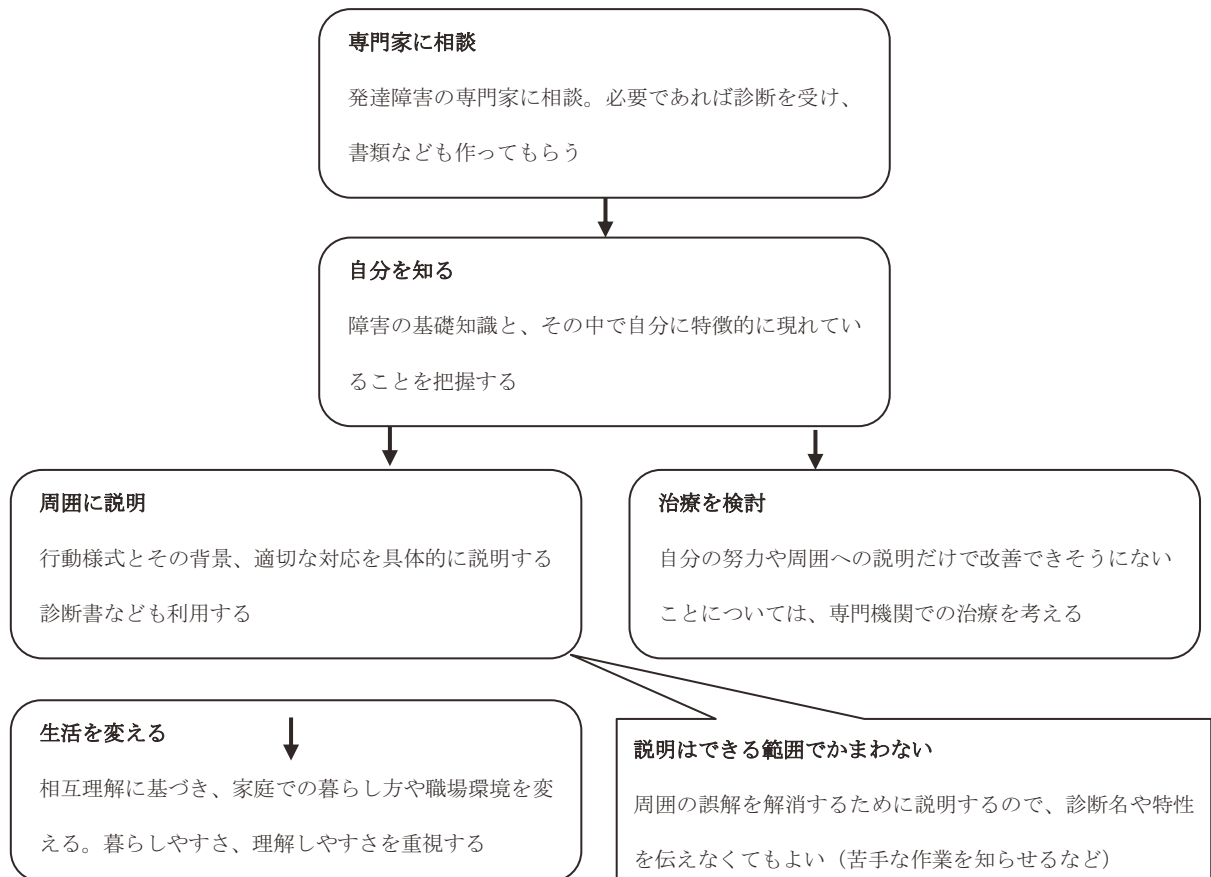 専門家に相談
発達障害の専門家に相談。必要であれば診断を受け、
書類なども作ってもらう
自分を知る
障害の基礎知識と、その中で自分に特徴的に現れてい
ることを把握する
周囲に説明
行動様式とその背景、適切な対応を具体的に説明する
診断書なども利用する
治療を検討
自分の努力や周囲への説明だけで改善できそうにない
ことについては、専門機関での治療を考える
生活を変える
相互理解に基づき、家庭での暮らし方や職場環境を変
える。暮らしやすさ、理解しやすさを重視する
説明はできる範囲でかまわない
周囲の誤解を解消するために説明するので、診断名や特性
を伝えなくてもよい（苦手な作業を知らせるなど）